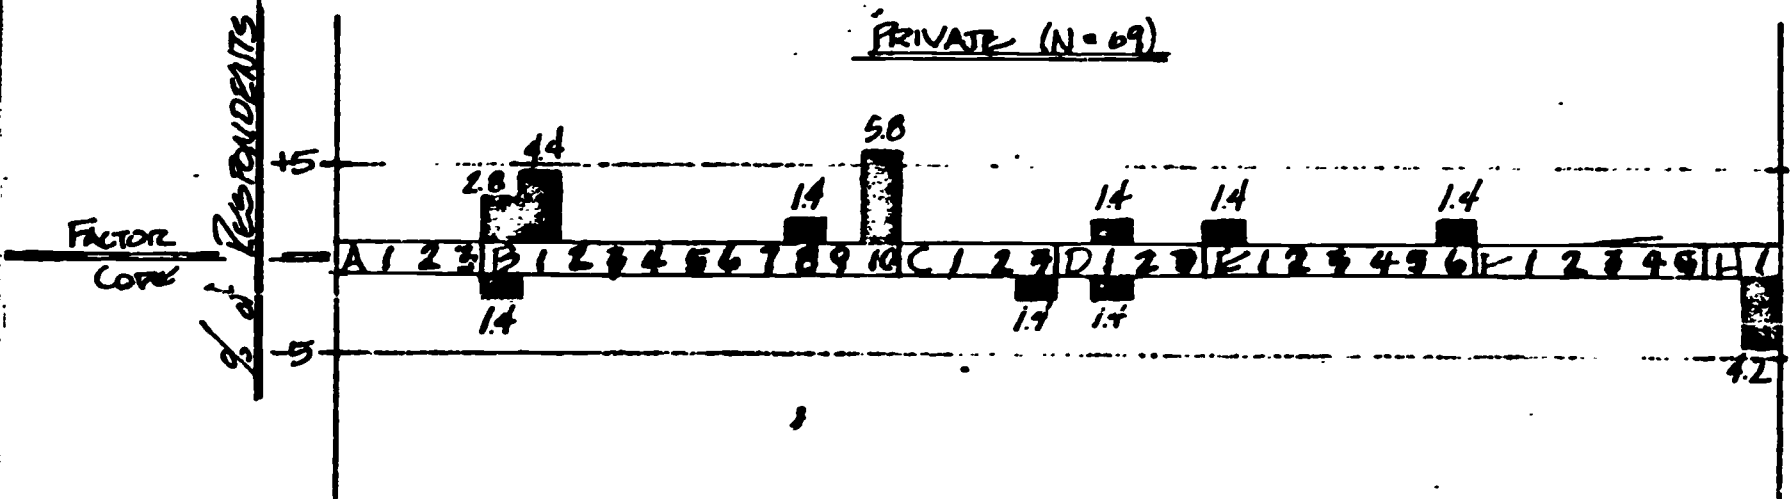 PRIVATE (N=69)
% of RESPONDENTS
FACTOR
CODE
+5
-5
2.8 4.4 1.4 5.8 1.4 1.4 1.4
A 1 2 3 B 1 2 3 4 5 6 7 8 9 10 C 1 2 3 D 1 2 3 E 1 2 3 4 5 6 F 1 2 3 4 5 H 1
1.4 1.4 1.4 4.2